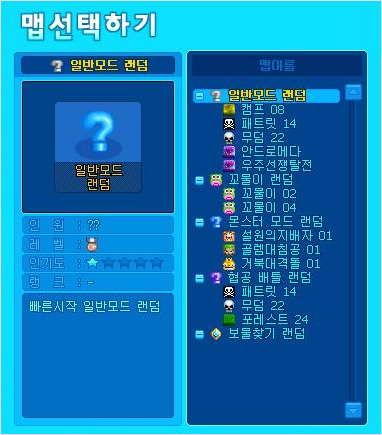 맵선택하기
일반모드 랜덤
일반모드
랜덤
인 원 : ??
레 벨 :
인기도 :
랭 크 : -
빠른시작 일반모드 랜덤
맵이름
일반모드 랜덤
캠프 08
패트릿 14
무덤 22
안드로메다
우주선쟁탈전
꼬물이 랜덤
꼬물이 02
꼬물이 04
몬스터 모드 랜덤
설원의지배자 01
골렘대침공 01
거북대격돌 01
협공 배틀 랜덤
패트릿 14
무덤 22
포레스트 24
보물찾기 랜덤